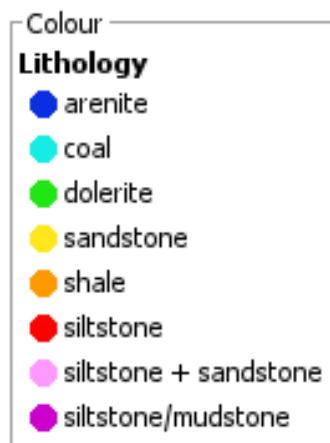 Colour
Lithology
arenite
coal
dolerite
sandstone
shale
siltstone
siltstone + sandstone
siltstone/mudstone